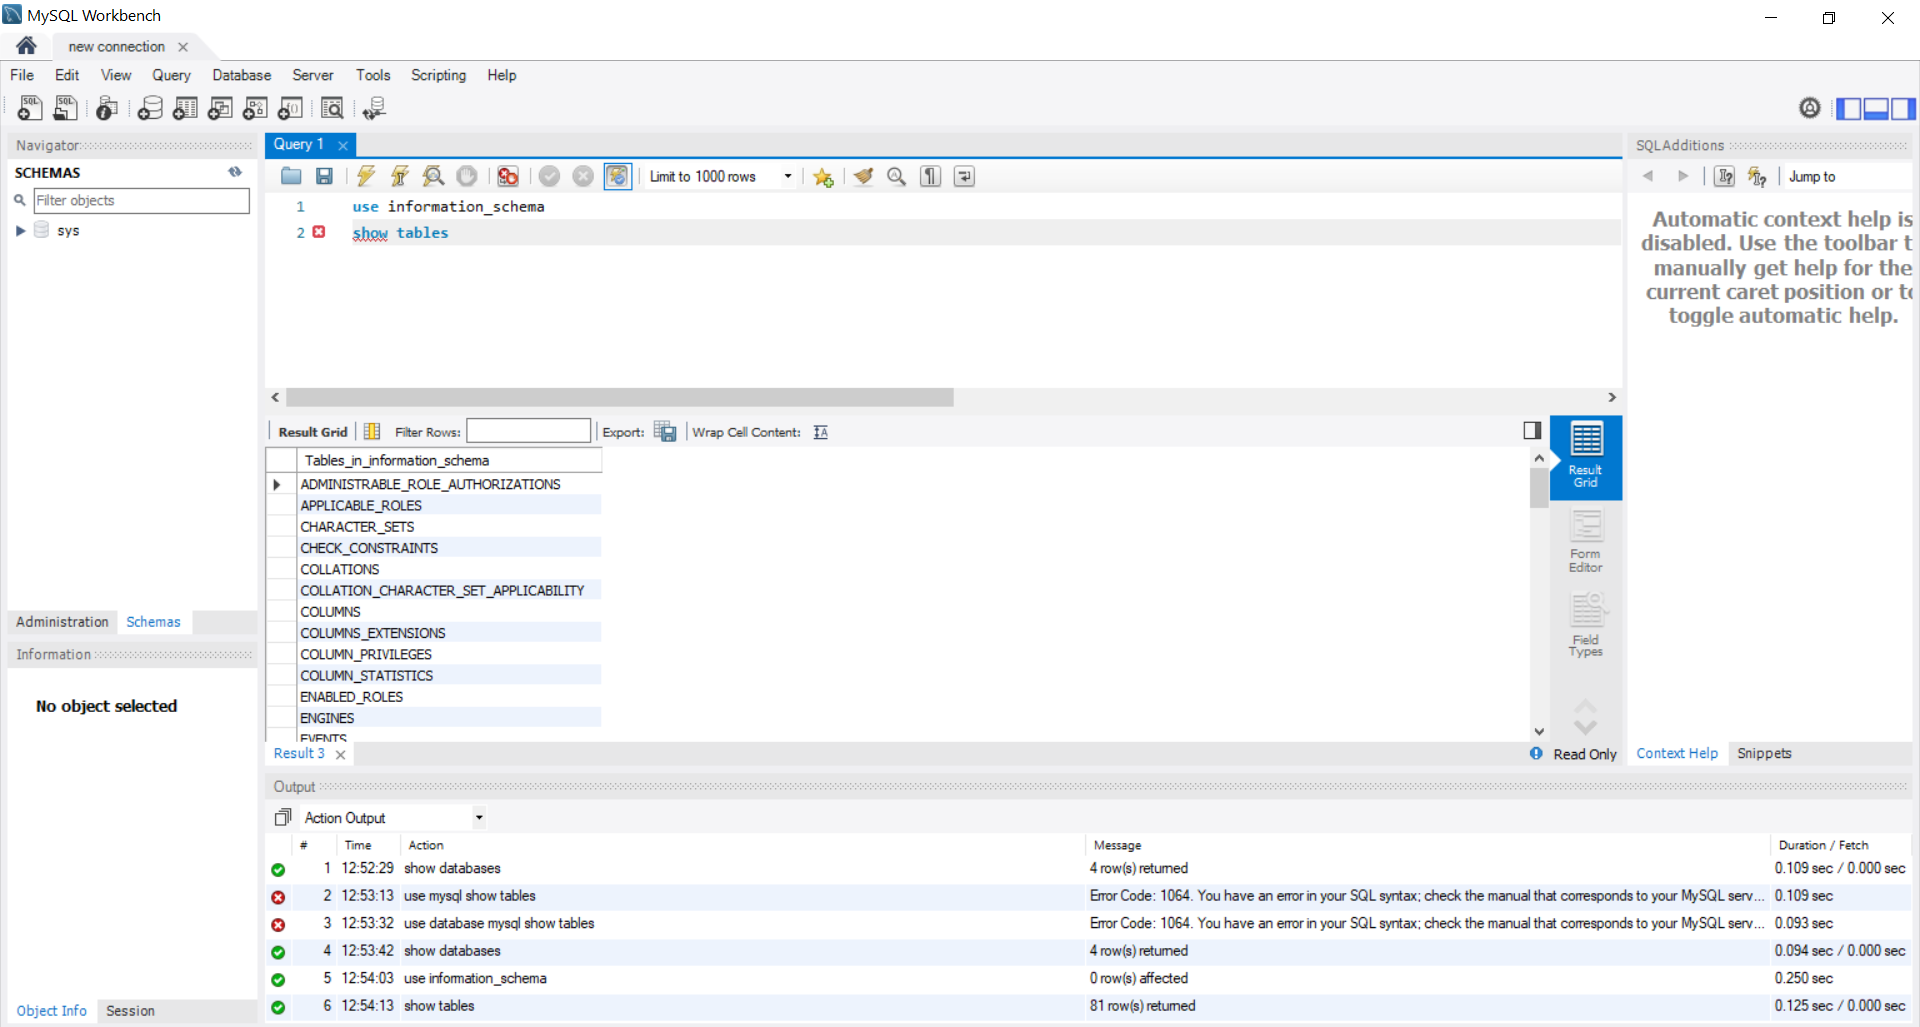 MySQL Workbench
new connection
File Edit View Query Database Server Tools Scripting Help
Navigator
SCHEMAS
Filter objects
sys
Administration Schemas
Information
No object selected
Object Info Session
Query 1
Limit to 1000 rows
1 use information_schema
2 show tables
Result Grid Filter Rows: Export: Wrap Cell Content:
Tables_in_information_schema
ADMINISTRABLE_ROLE_AUTHORIZATIONS
APPLICABLE_ROLES
CHARACTER_SETS
CHECK_CONSTRAINTS
COLLATIONS
COLLATION_CHARACTER_SET_APPLICABILITY
COLUMNS
COLUMNS_EXTENSIONS
COLUMN_PRIVILEGES
COLUMN_STATISTICS
ENABLED_ROLES
ENGINES
EVENTS
Result
Grid
Form
Editor
Field
Types
Result 3
Read Only
SQLAdditions
Jump to
Automatic context help is
disabled. Use the toolbar t
manually get help for the
current caret position or to
toggle automatic help.
Context Help Snippets
Output
Action Output
# Time Action Message Duration / Fetch
1 12:52:29 show databases 4 row(s) returned 0.109 sec / 0.000 sec
2 12:53:13 use mysql show tables Error Code: 1064. You have an error in your SQL syntax; check the manual that corresponds to your MySQL serv... 0.109 sec
3 12:53:32 use database mysql show tables Error Code: 1064. You have an error in your SQL syntax; check the manual that corresponds to your MySQL serv... 0.093 sec
4 12:53:42 show databases 4 row(s) returned 0.094 sec / 0.000 sec
5 12:54:03 use information_schema 0 row(s) affected 0.250 sec
6 12:54:13 show tables 81 row(s) returned 0.125 sec / 0.000 sec